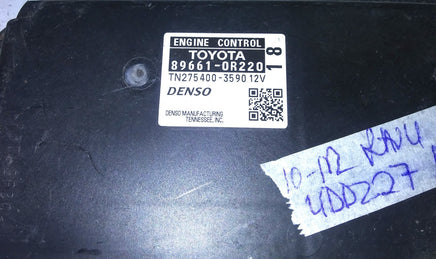 ENGINE CONTROL
TOYOTA
89661-0R220
18
TN275400-3590 12V
DENSO
DENSO MANUFACTURING
TENNESSEE, INC.
10-12 RAV4
4DD227